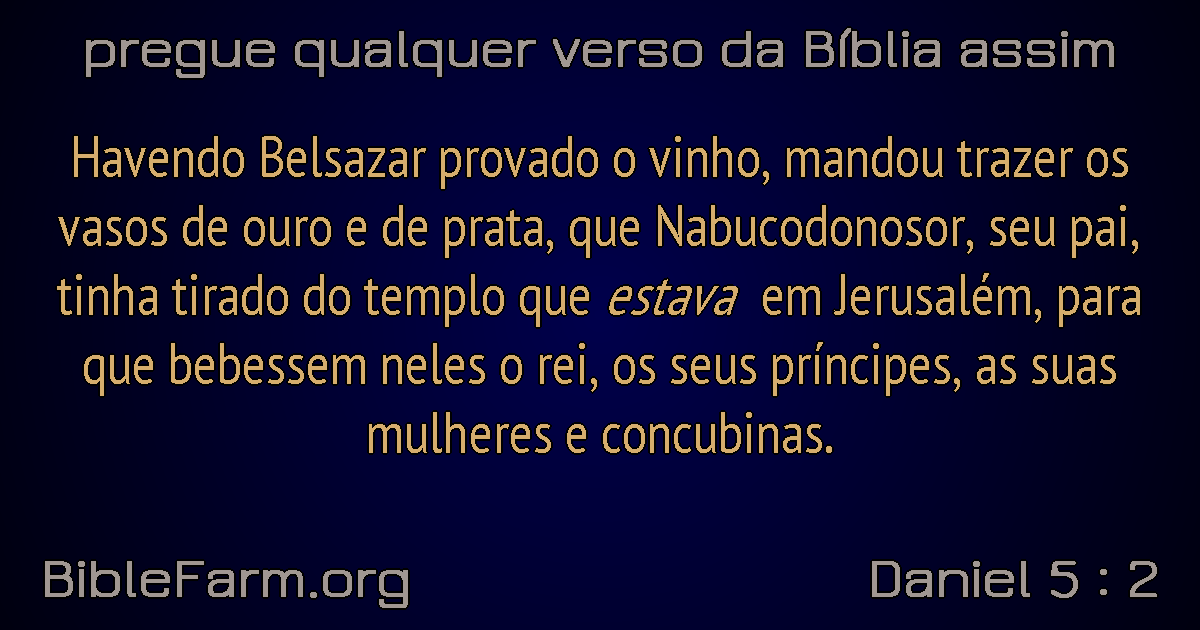 pregue qualquer verso da Bíblia assim
Havendo Belsazar provado o vinho, mandou trazer os
vasos de ouro e de prata, que Nabucodonosor, seu pai,
tinha tirado do templo que estava em Jerusalém, para
que bebessem neles o rei, os seus príncipes, as suas
mulheres e concubinas.
BibleFarm.org
Daniel 5 : 2